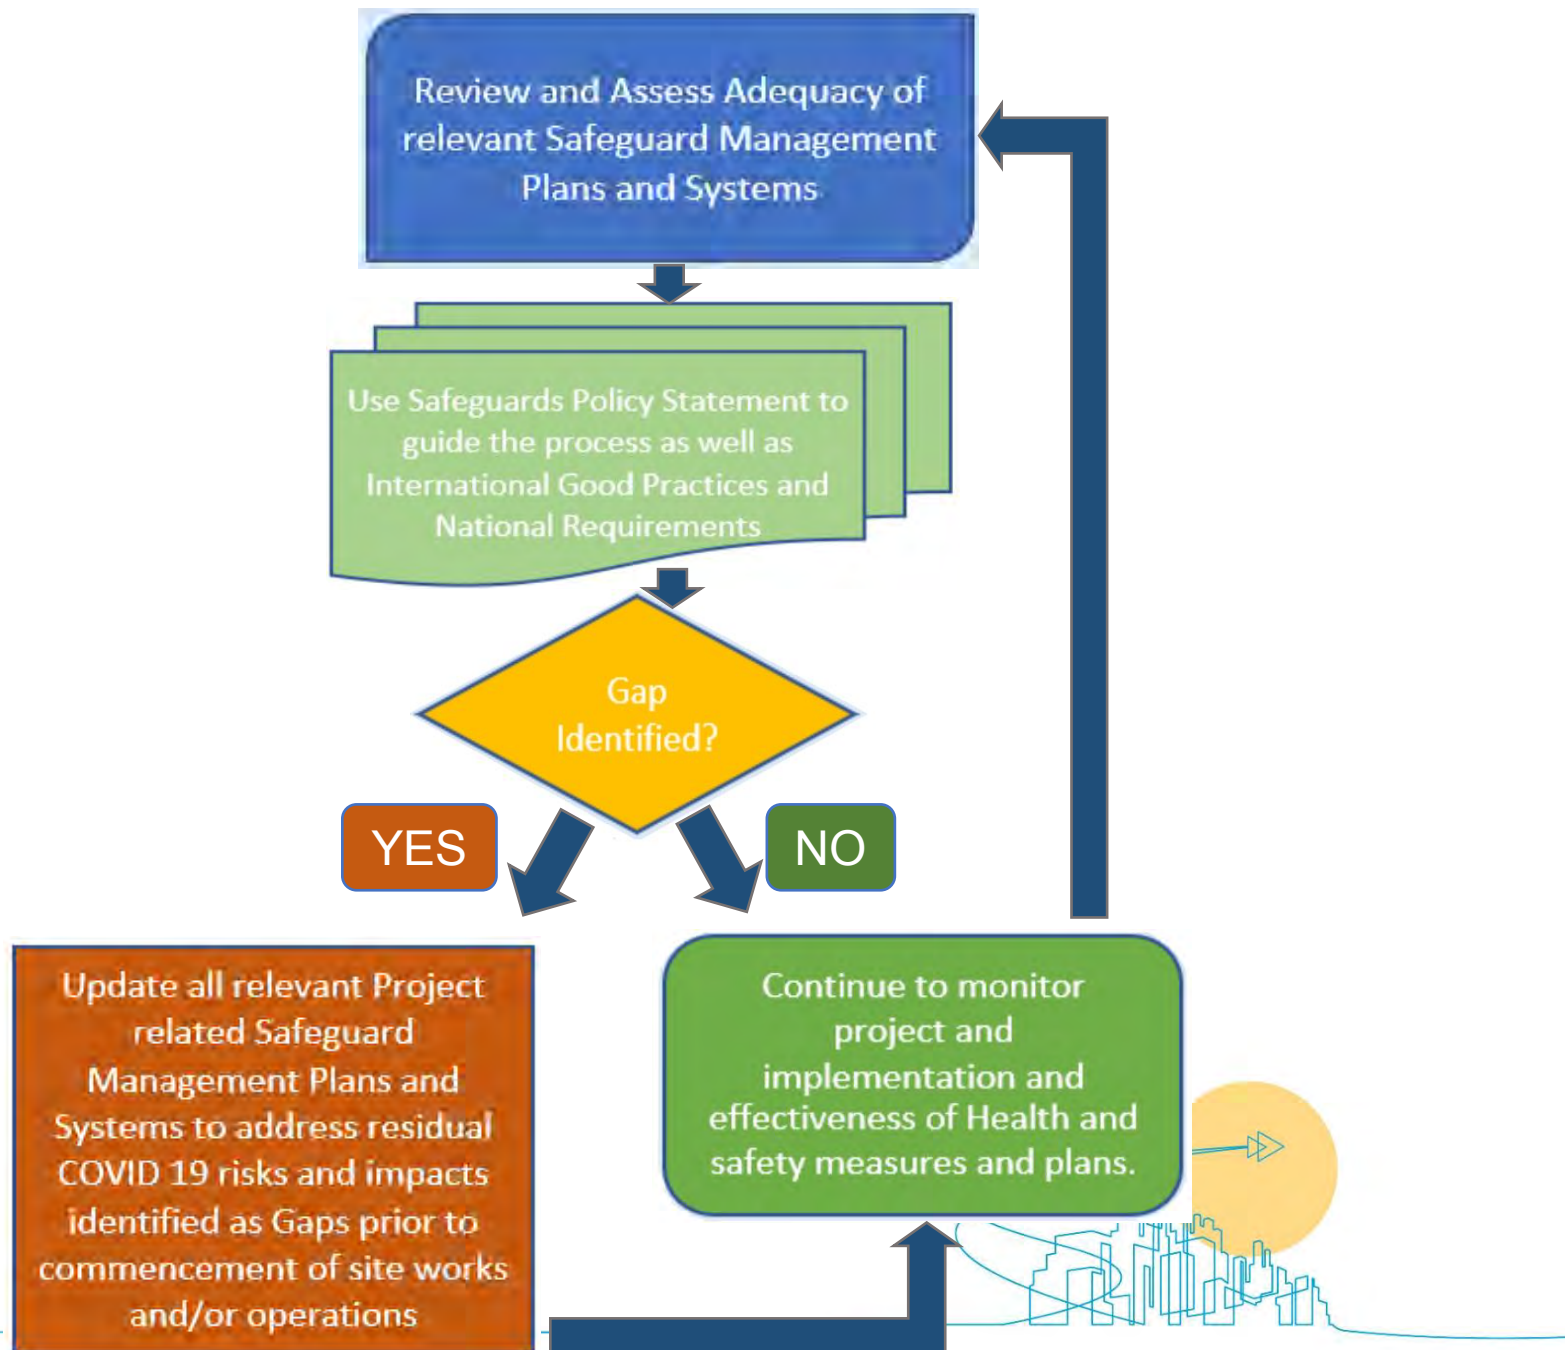 Review and Assess Adequacy of
relevant Safeguard Management
Plans and Systems
Use Safeguards Policy Statement to
guide the process as well as
International Good Practices and
National Requirements
Gap
Identified?
YES
NO
Update all relevant Project
related Safeguard
Management Plans and
Systems to address residual
COVID 19 risks and impacts
identified as Gaps prior to
commencement of site works
and/or operations
Continue to monitor
project and
implementation and
effectiveness of Health and
safety measures and plans.